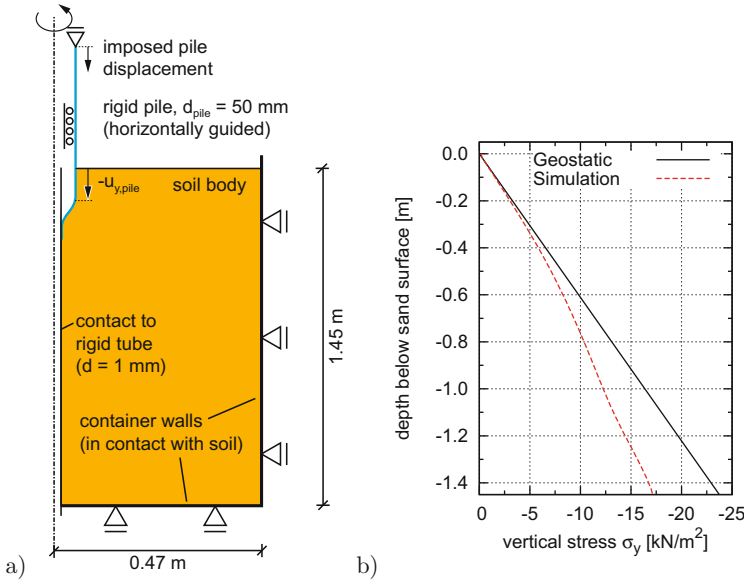 imposed pile
displacement
rigid pile, d_pile = 50 mm
(horizontally guided)
-u_y,pile
soil body
contact to
rigid tube
(d = 1 mm)
container walls
(in contact with soil)
1.45 m
0.47 m
a)
Geostatic
Simulation
depth below sand surface [m]
0.0
-0.2
-0.4
-0.6
-0.8
-1.0
-1.2
-1.4
0 -5 -10 -15 -20 -25
vertical stress σ_y [kN/m²]
b)